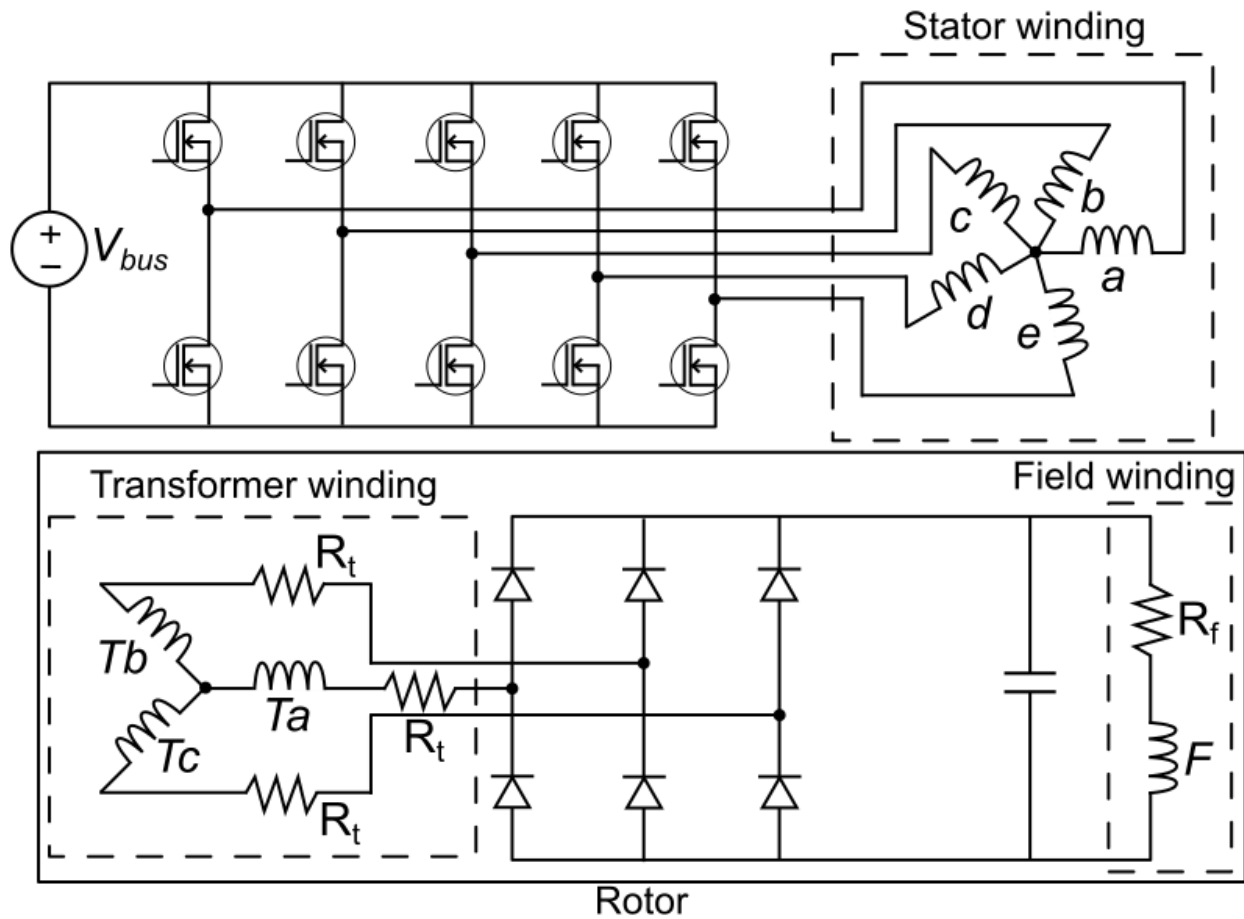 Stator winding
+
−
V_bus
a
b
c
d
e
Transformer winding
Field winding
R_t
Tb
Ta
R_t
Tc
R_t
R_f
F
Rotor